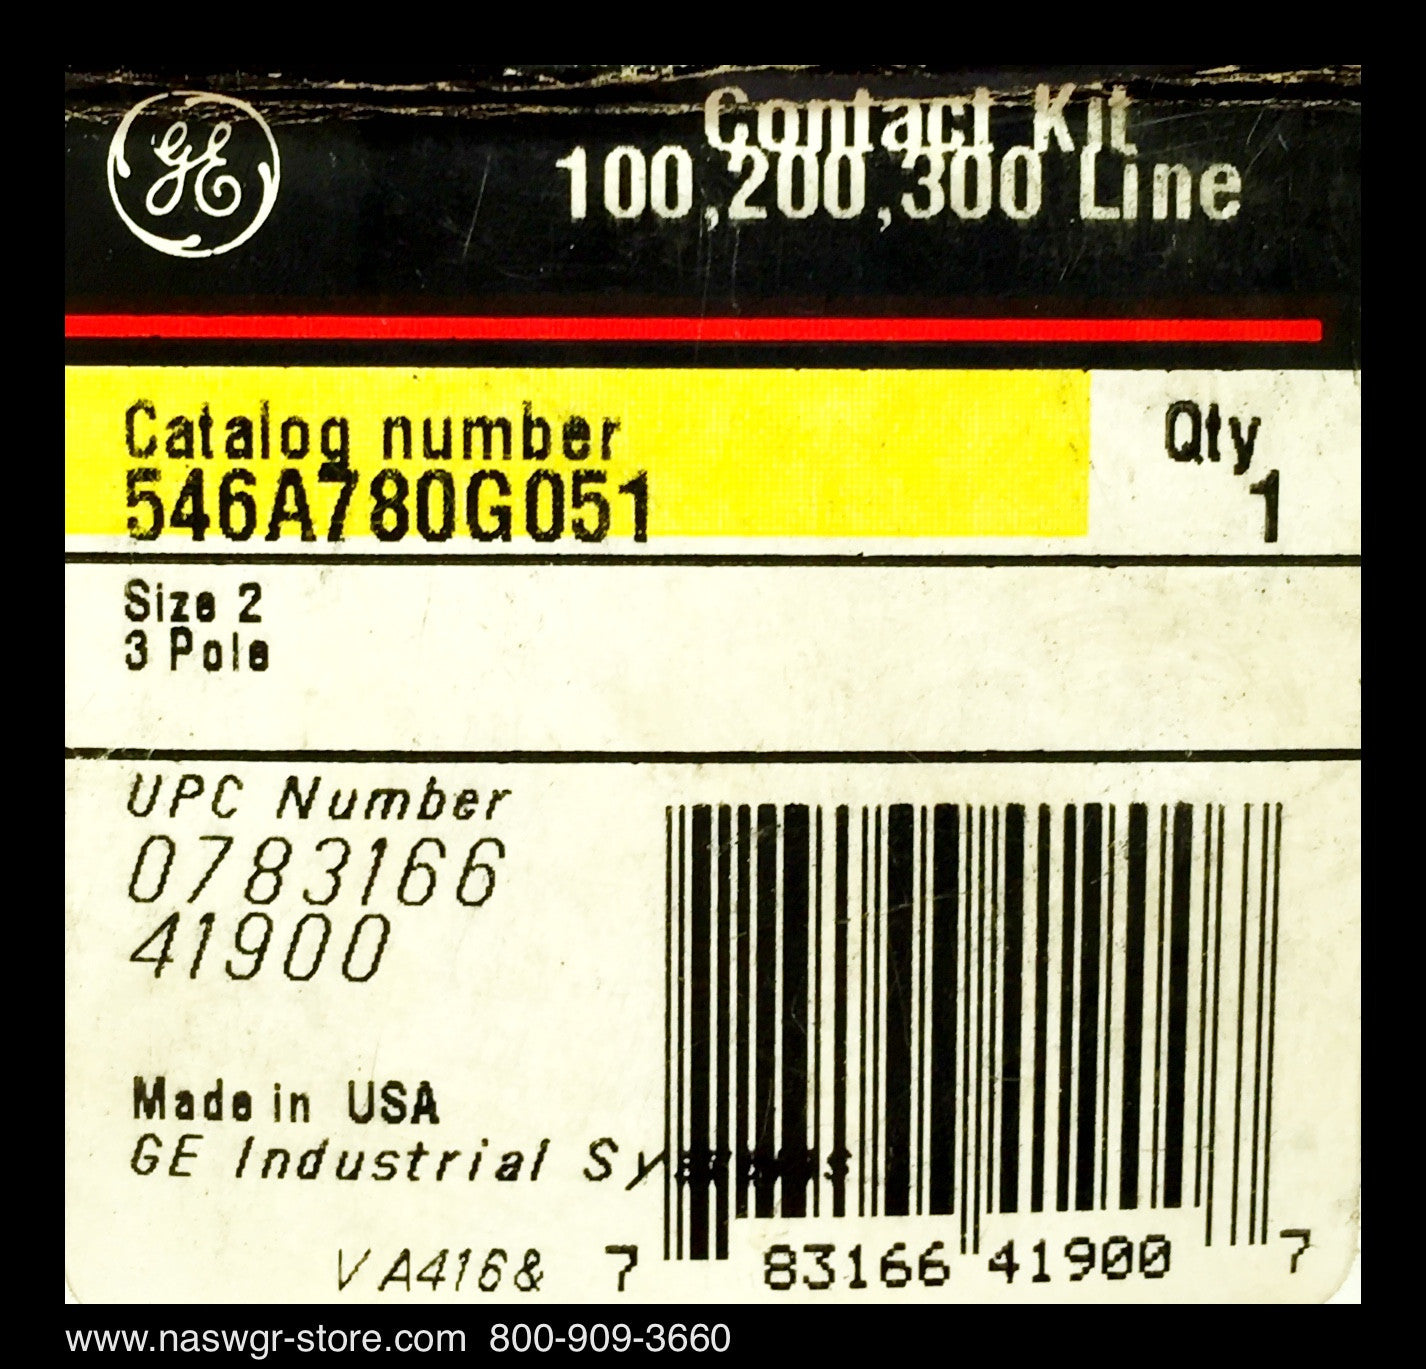 GE
Contact Kit
100,200,300 Line
Catalog number
546A780G051
Qty
1
Size 2
3 Pole
UPC Number
0783166
41900
Made in USA
GE Industrial Systems
VA416&
7 83166 41900 7
www.naswgr-store.com 800-909-3660